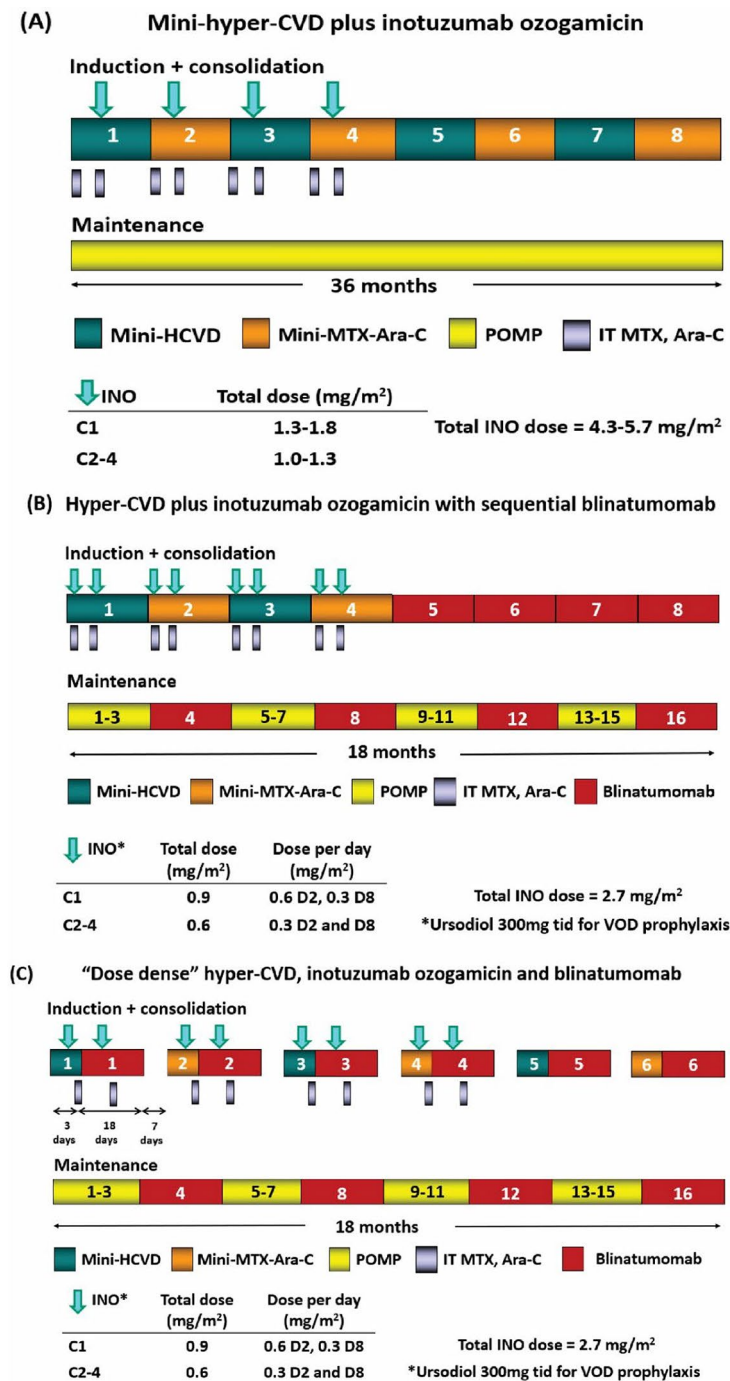 (A) Mini-hyper-CVD plus inotuzumab ozogamicin
Induction + consolidation
1 2 3 4 5 6 7 8
Maintenance
36 months
Mini-HCVD Mini-MTX-Ara-C POMP IT MTX, Ara-C
INO Total dose (mg/m²)
C1 1.3-1.8 Total INO dose = 4.3-5.7 mg/m²
C2-4 1.0-1.3
(B) Hyper-CVD plus inotuzumab ozogamicin with sequential blinatumomab
Induction + consolidation
1 2 3 4 5 6 7 8
Maintenance
1-3 4 5-7 8 9-11 12 13-15 16
18 months
Mini-HCVD Mini-MTX-Ara-C POMP IT MTX, Ara-C Blinatumomab
INO* Total dose Dose per day
(mg/m²) (mg/m²)
C1 0.9 0.6 D2, 0.3 D8 Total INO dose = 2.7 mg/m²
C2-4 0.6 0.3 D2 and D8 *Ursodiol 300mg tid for VOD prophylaxis
(C) “Dose dense” hyper-CVD, inotuzumab ozogamicin and blinatumomab
Induction + consolidation
1 1 2 2 3 3 4 4 5 5 6 6
3 18 7
days days days
Maintenance
1-3 4 5-7 8 9-11 12 13-15 16
18 months
Mini-HCVD Mini-MTX-Ara-C POMP IT MTX, Ara-C Blinatumomab
INO* Total dose Dose per day
(mg/m²) (mg/m²)
C1 0.9 0.6 D2, 0.3 D8 Total INO dose = 2.7 mg/m²
C2-4 0.6 0.3 D2 and D8 *Ursodiol 300mg tid for VOD prophylaxis